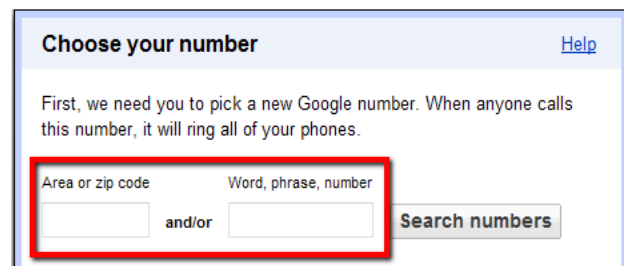 Choose your number
Help
First, we need you to pick a new Google number. When anyone calls
this number, it will ring all of your phones.
Area or zip code
Word, phrase, number
and/or
Search numbers